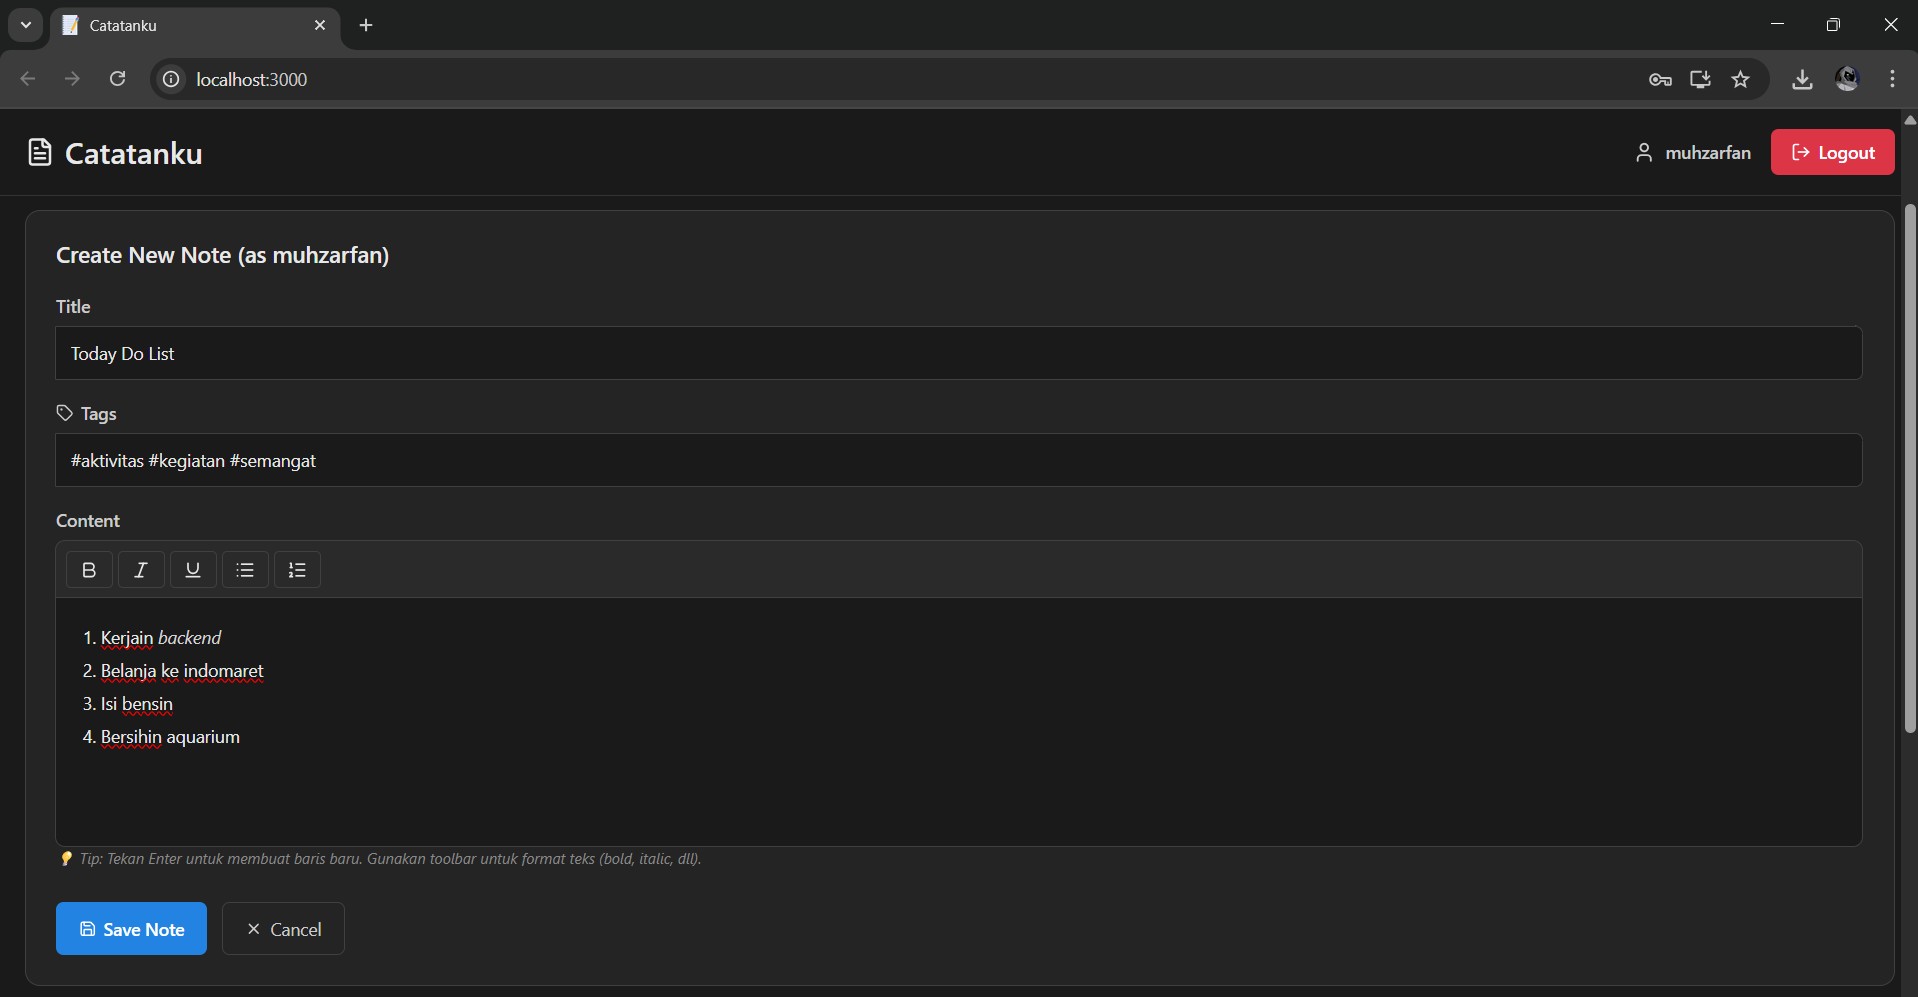 Catatanku
localhost:3000
Catatanku
muhzarfan
Logout
Create New Note (as muhzarfan)
Title
Today Do List
Tags
#aktivitas #kegiatan #semangat
Content
B I U
1. Kerjain backend
2. Belanja ke indomaret
3. Isi bensin
4. Bersihin aquarium
Tip: Tekan Enter untuk membuat baris baru. Gunakan toolbar untuk format teks (bold, italic, dll).
Save Note
Cancel